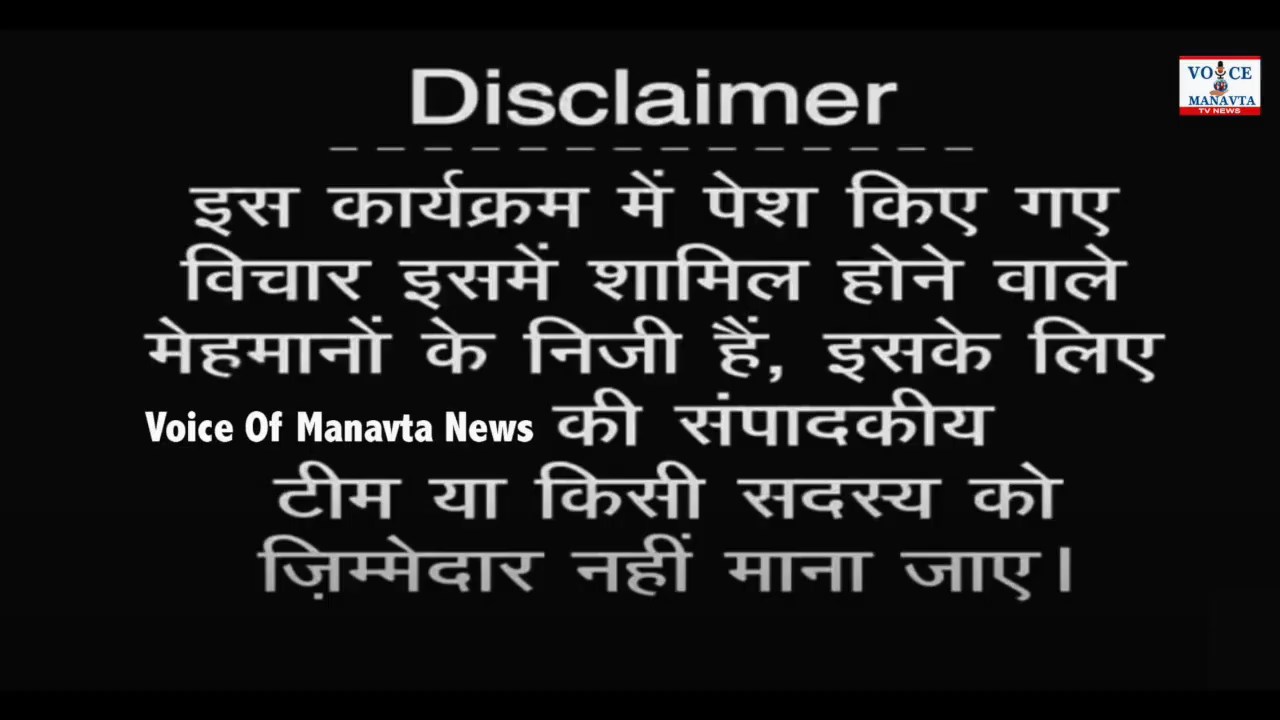 Disclaimer
VOICE
MANAVTA
TV NEWS
इस कार्यक्रम में पेश किए गए
विचार इसमें शामिल होने वाले
मेहमानों के निजी हैं, इसके लिए
Voice Of Manavta News की संपादकीय
टीम या किसी सदस्य को
ज़िम्मेदार नहीं माना जाए।